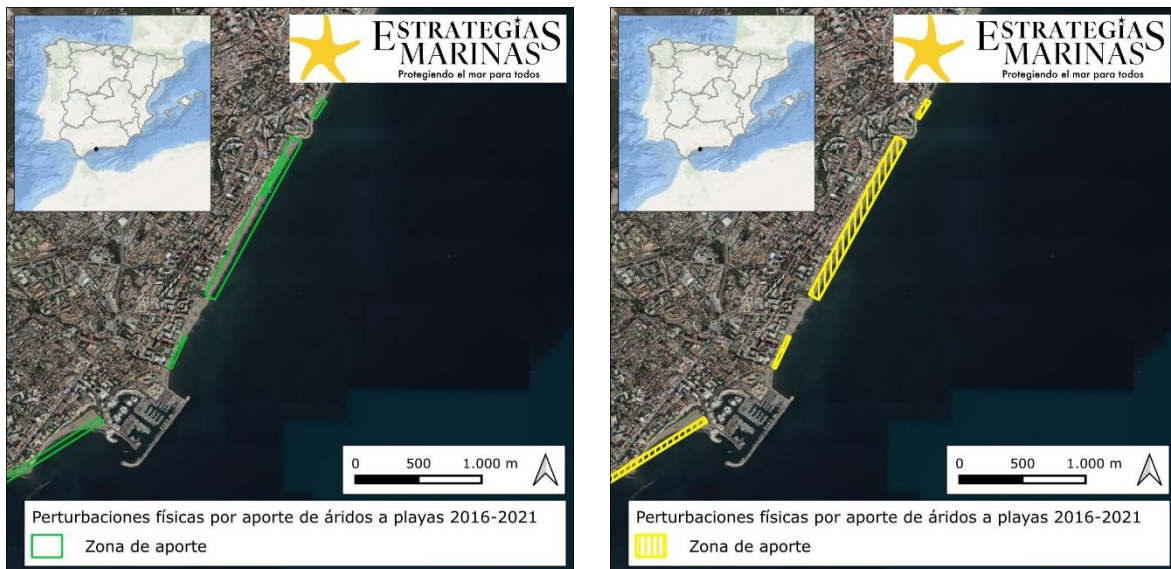 ESTRATEGIAS
MARINAS
Protegiendo el mar para todos
0 500 1.000 m
Perturbaciones físicas por aporte de áridos a playas 2016-2021
Zona de aporte
ESTRATEGIAS
MARINAS
Protegiendo el mar para todos
0 500 1.000 m
Perturbaciones físicas por aporte de áridos a playas 2016-2021
Zona de aporte